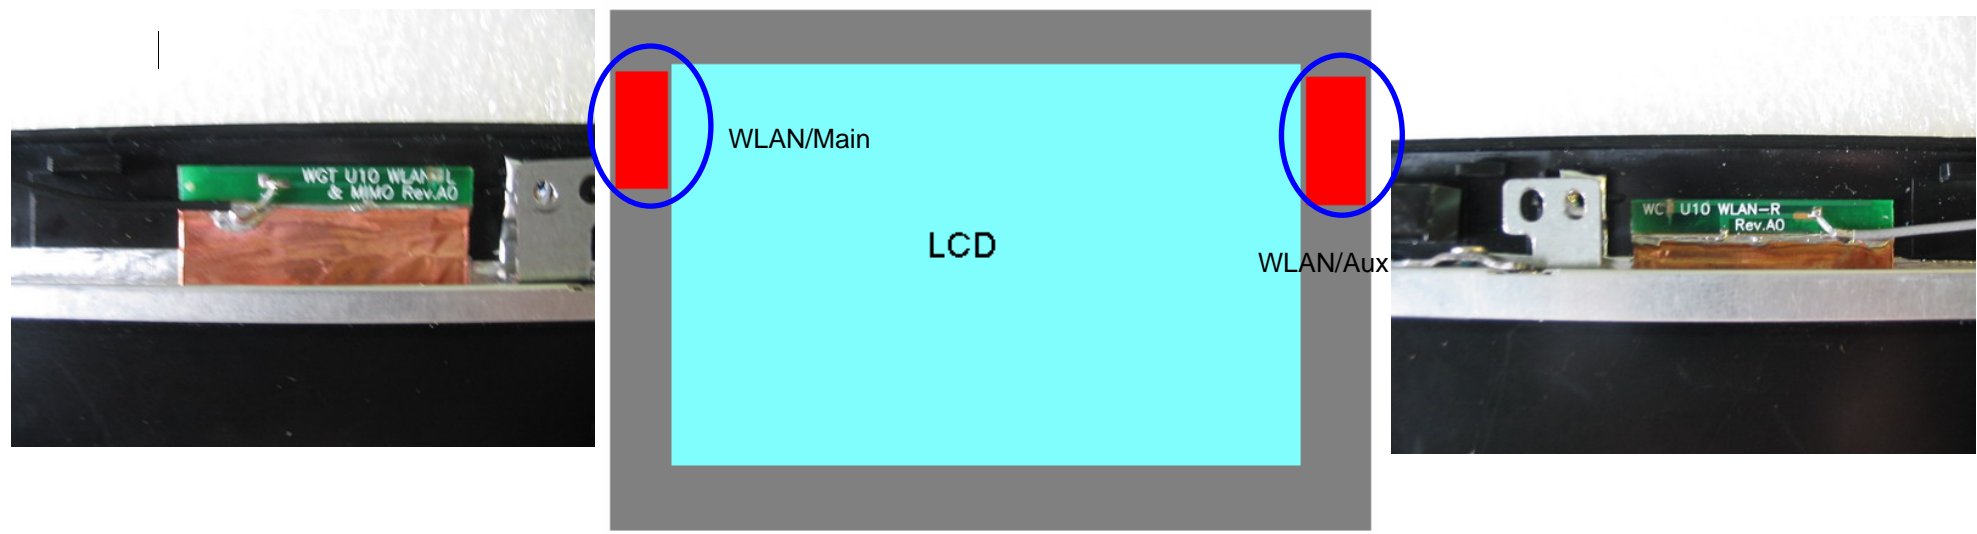 WGT U10 WLAN-L
& MIMO Rev.A0
WLAN/Main
LCD
WLAN/Aux
U10 WLAN-R
Rev.A0